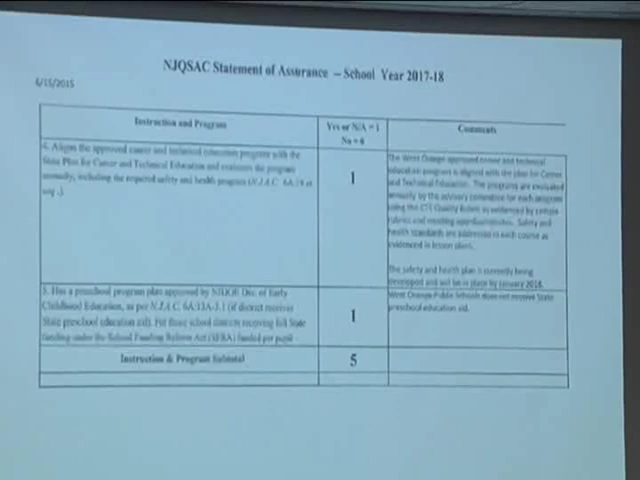 NJQSAC Statement of Assurance – School Year 2017-18
6/15/2015
Instruction and Program
Yes or N/A = 1
No = 0
Comments
4. Aligns the approved career and technical education program with the
State Plan for Career and Technical Education and evaluates the program
annually, including the required safety and health program (N.J.A.C. 6A:19 et
seq.).
1
The West Orange approved career and technical
education program is aligned with the plan for Career
and Technical Education. The programs are evaluated
annually by the advisory committee for each program
using the CTE Quality as evidenced by
rubrics and meeting Safety and
health standards are addressed in each course as
evidenced in lesson plans.
The safety and health plan is currently being
developed and will be in place by January 2018.
5. Has a preschool program plan approved by NJDOE Div. of Early
Childhood Education, as per N.J.A.C. 6A:13A-3.1 (if district receives
State preschool education aid). For those school districts receiving full State
funding under the School Funding Reform Act (SFRA) funded per pupil
1
West Orange Public Schools does not receive State
preschool education aid.
Instruction & Program Subtotal
5